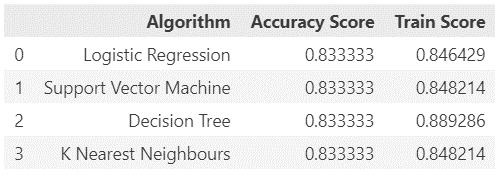 Algorithm Accuracy Score Train Score
0 Logistic Regression 0.833333 0.846429
1 Support Vector Machine 0.833333 0.848214
2 Decision Tree 0.833333 0.889286
3 K Nearest Neighbours 0.833333 0.848214